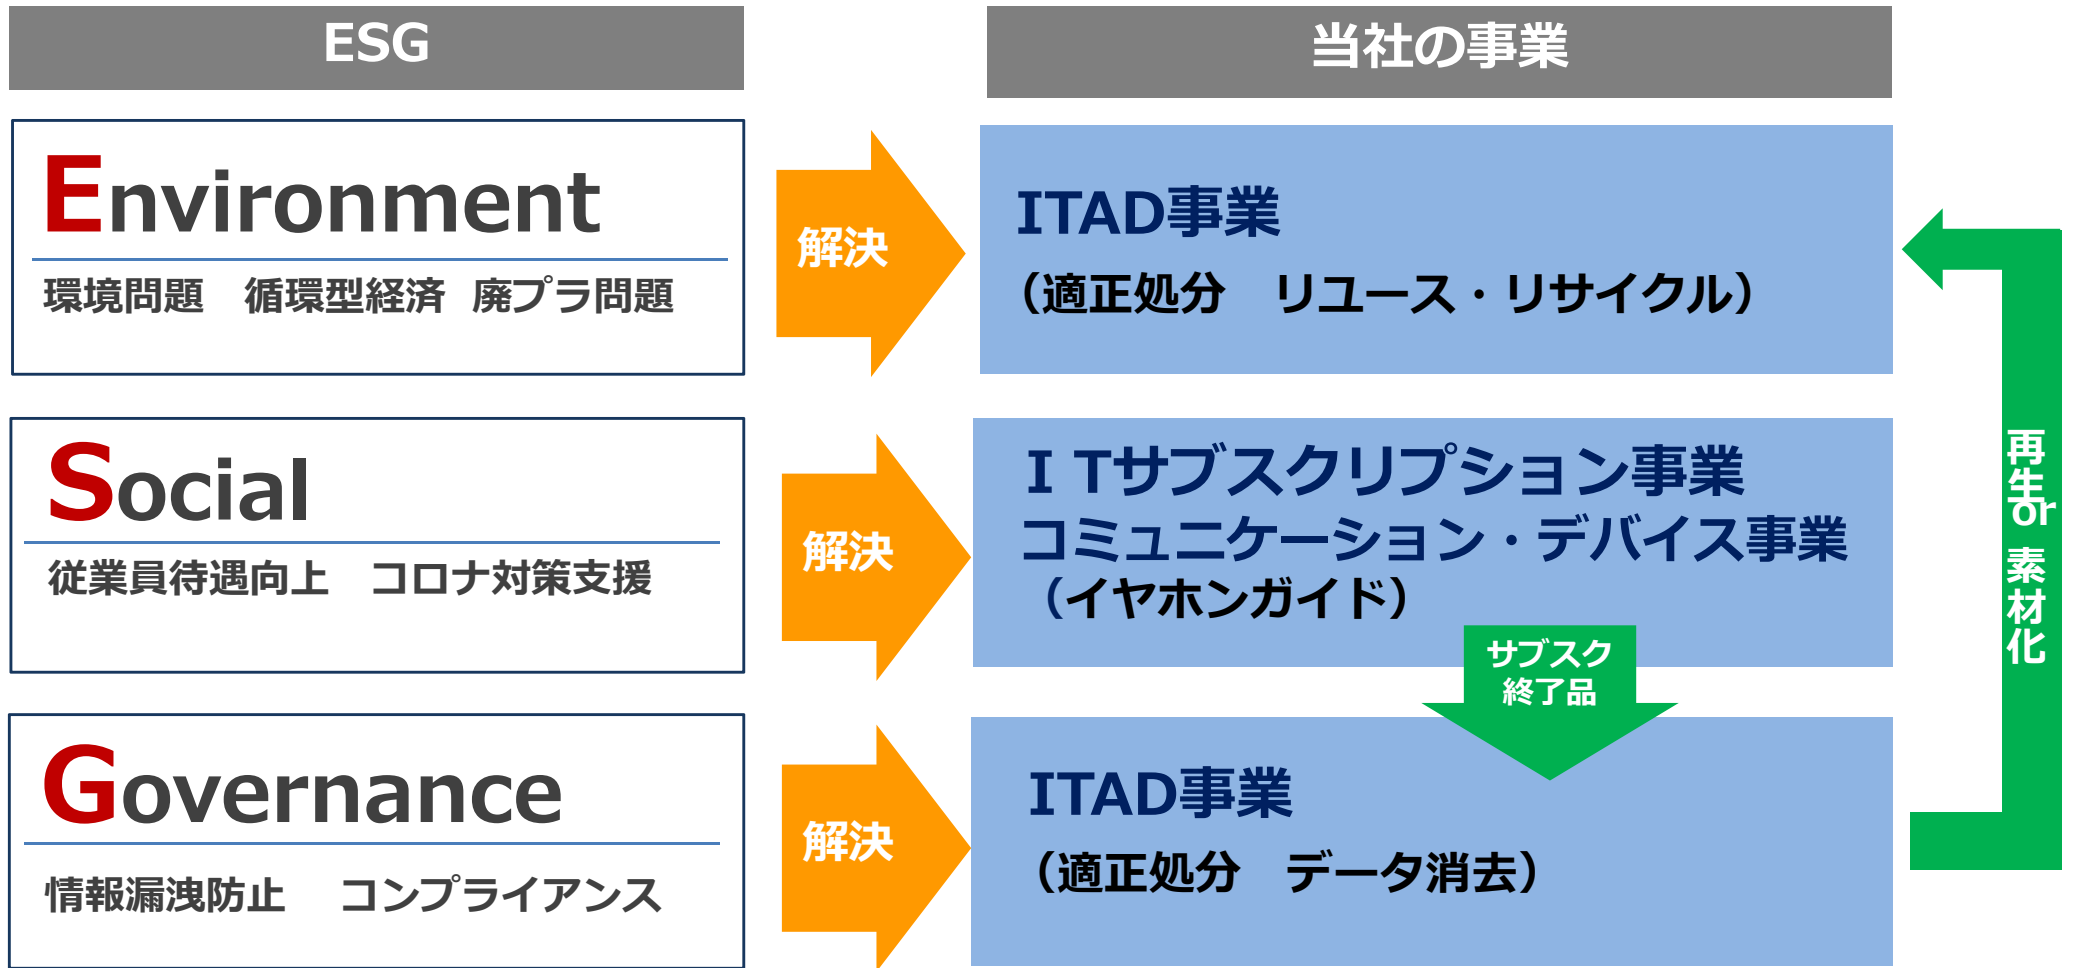 ESG
当社の事業
Environment
環境問題　循環型経済 廃プラ問題
解決
ITAD事業
（適正処分　リユース・リサイクル）
Social
従業員待遇向上　コロナ対策支援
解決
ＩTサブスクリプション事業
コミュニケーション・デバイス事業
（イヤホンガイド）
サブスク
終了品
Governance
情報漏洩防止　コンプライアンス
解決
ITAD事業
（適正処分　データ消去）
再生or素材化